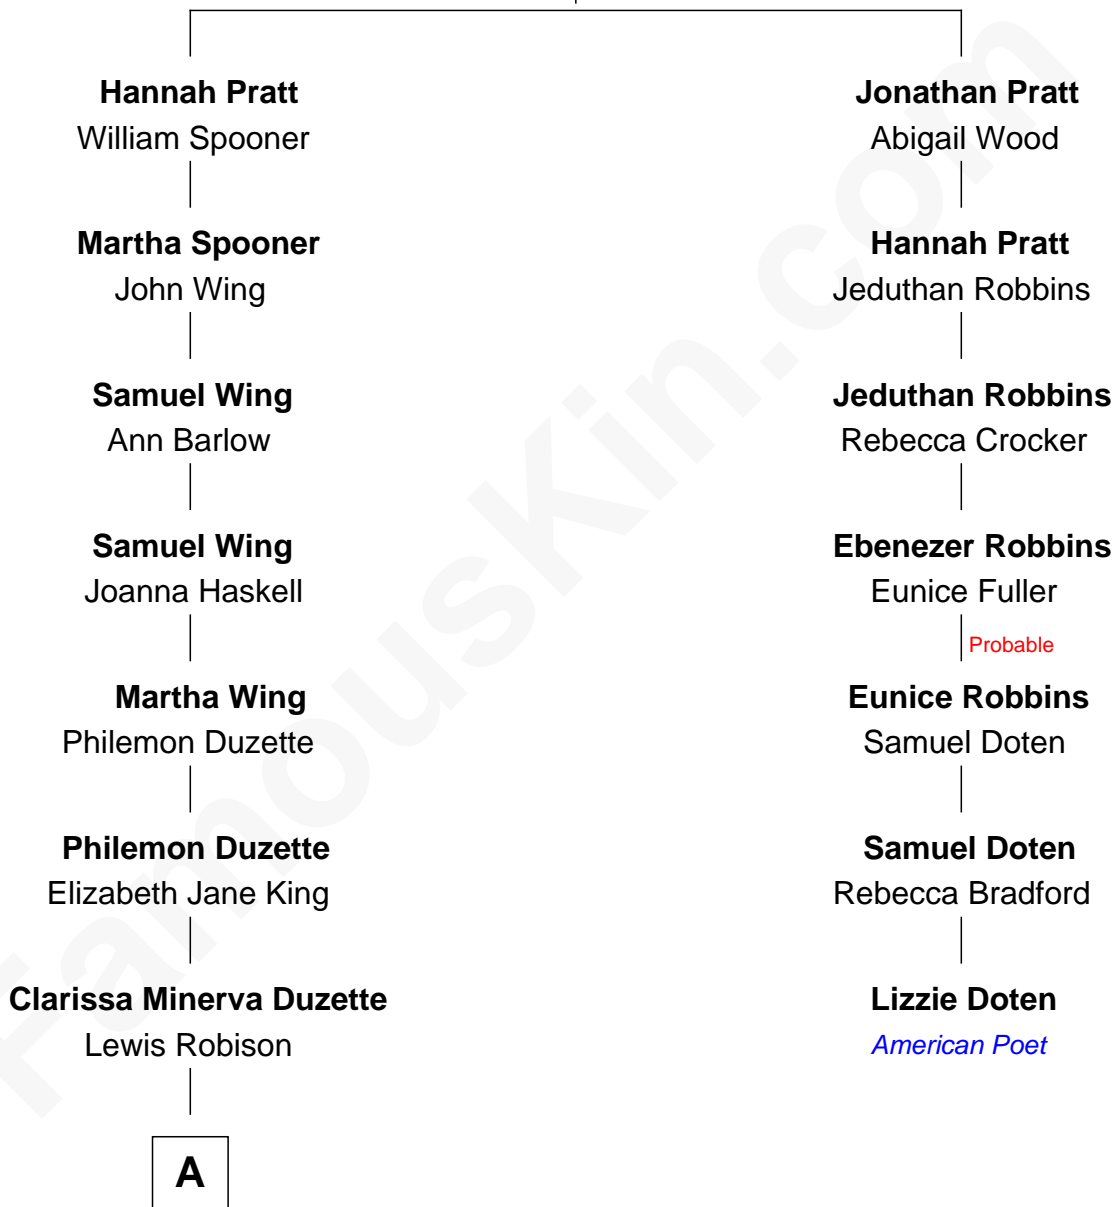 Hannah Pratt
William Spooner
Jonathan Pratt
Abigail Wood
Martha Spooner
John Wing
Hannah Pratt
Jeduthan Robbins
Samuel Wing
Ann Barlow
Jeduthan Robbins
Rebecca Crocker
Samuel Wing
Joanna Haskell
Ebenezer Robbins
Eunice Fuller
Probable
Martha Wing
Philemon Duzette
Eunice Robbins
Samuel Doten
Philemon Duzette
Elizabeth Jane King
Samuel Doten
Rebecca Bradford
Clarissa Minerva Duzette
Lewis Robison
Lizzie Doten
American Poet
A
FamousKin.com